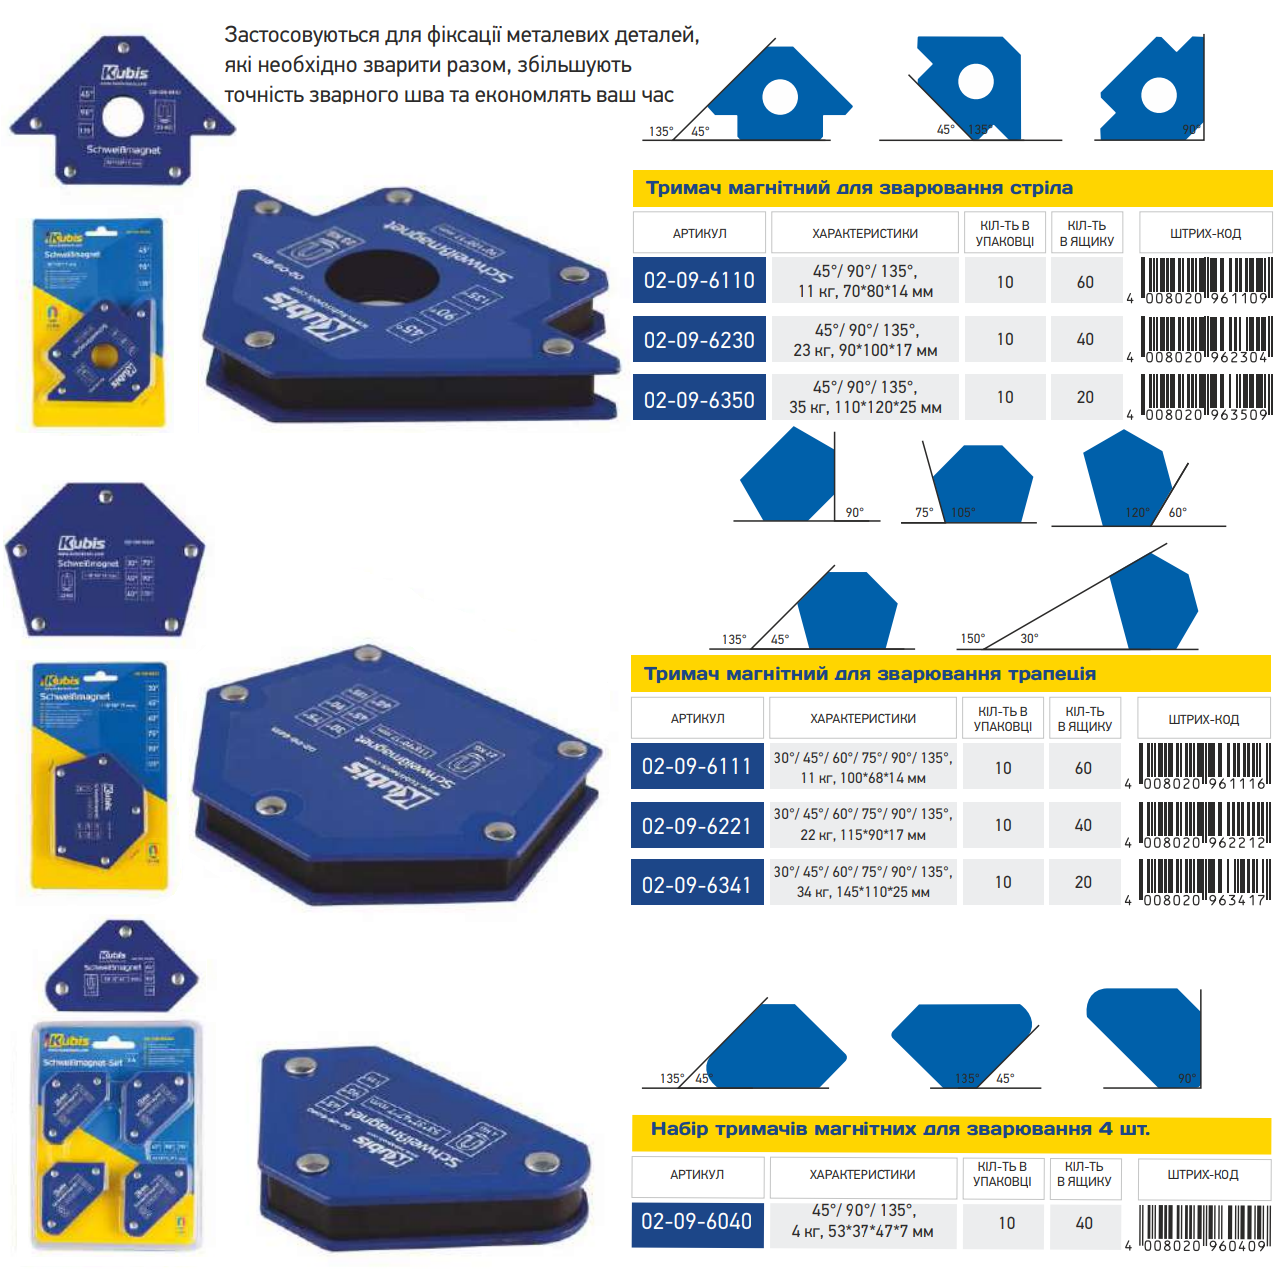 Застосовуються для фіксації металевих деталей,
які необхідно зварити разом, збільшують
точність зварного шва та економлять ваш час
Kubis
45°
90°
135°
Schweißmagnet
135° 45°
45° 135°
90°
Тримач магнітний для зварювання стріла
АРТИКУЛ ХАРАКТЕРИСТИКИ КІЛ-ТЬ В УПАКОВЦІ КІЛ-ТЬ В ЯЩИКУ ШТРИХ-КОД
02-09-6110 45°/ 90°/ 135°, 10 60
11 кг, 70*80*14 мм
4 008020 961109
02-09-6230 45°/ 90°/ 135°, 10 40
23 кг, 90*100*17 мм
4 008020 962304
02-09-6350 45°/ 90°/ 135°, 10 20
35 кг, 110*120*25 мм
4 008020 963509
Kubis
Schweißmagnet
45°
90°
135°
Kubis
Schweißmagnet
45°
90°
135°
90°
75° 105°
120° 60°
135° 45°
150° 30°
Kubis
Schweißmagnet
Тримач магнітний для зварювання трапеція
АРТИКУЛ ХАРАКТЕРИСТИКИ КІЛ-ТЬ В УПАКОВЦІ КІЛ-ТЬ В ЯЩИКУ ШТРИХ-КОД
02-09-6111 30°/ 45°/ 60°/ 75°/ 90°/ 135°, 10 60
11 кг, 100*68*14 мм
4 008020 961116
02-09-6221 30°/ 45°/ 60°/ 75°/ 90°/ 135°, 10 40
22 кг, 115*90*17 мм
4 008020 962212
02-09-6341 30°/ 45°/ 60°/ 75°/ 90°/ 135°, 10 20
34 кг, 145*110*25 мм
4 008020 963417
Kubis
Schweißmagnet
Kubis
Schweißmagnet
Kubis
Schweißmagnet
Kubis
Schweißmagnet-Set
Kubis
Schweißmagnet
135° 45°
135° 45°
90°
Набір тримачів магнітних для зварювання 4 шт.
АРТИКУЛ ХАРАКТЕРИСТИКИ КІЛ-ТЬ В УПАКОВЦІ КІЛ-ТЬ В ЯЩИКУ ШТРИХ-КОД
02-09-6040 45°/ 90°/ 135°, 10 40
4 кг, 53*37*47*7 мм
4 008020 960409